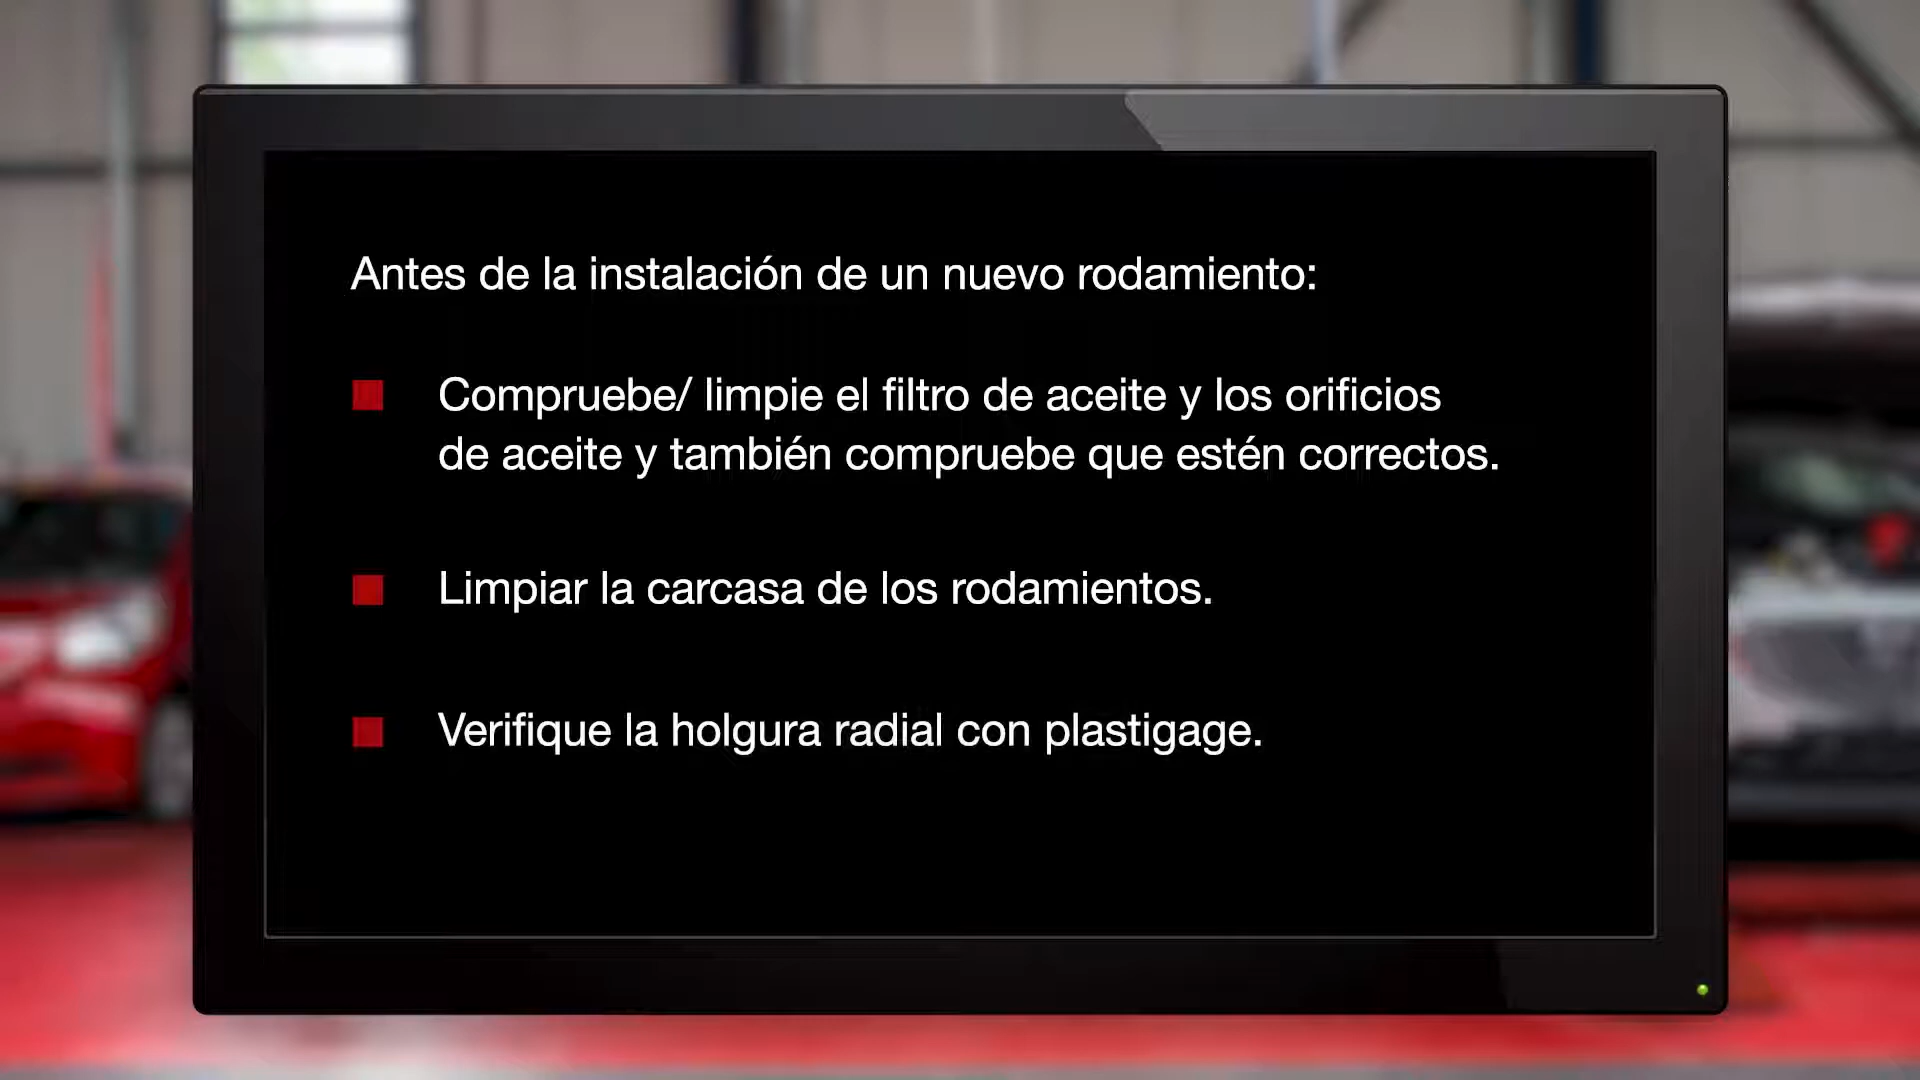 Antes de la instalación de un nuevo rodamiento:
Compruebe/ limpie el filtro de aceite y los orificios
de aceite y también compruebe que estén correctos.
Limpiar la carcasa de los rodamientos.
Verifique la holgura radial con plastigage.